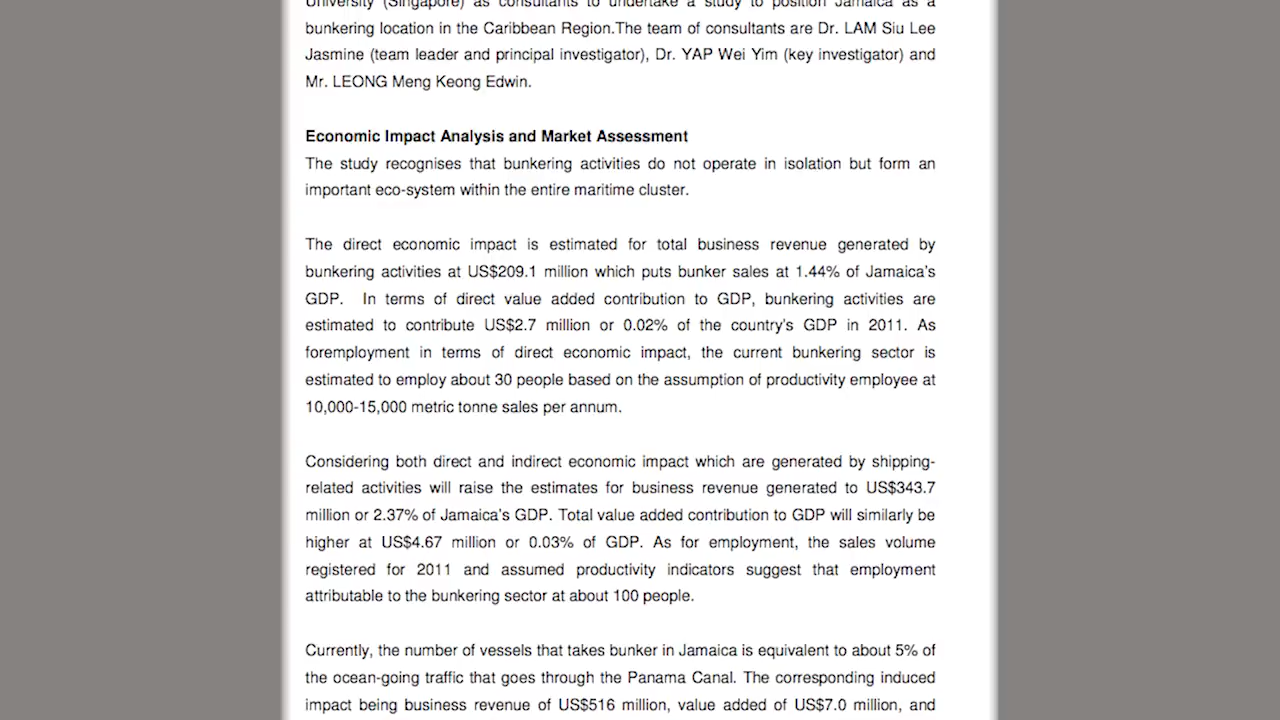 University (Singapore) as consultants to undertake a study to position Jamaica as a
bunkering location in the Caribbean Region.The team of consultants are Dr. LAM Siu Lee
Jasmine (team leader and principal investigator), Dr. YAP Wei Yim (key investigator) and
Mr. LEONG Meng Keong Edwin.
Economic Impact Analysis and Market Assessment
The study recognises that bunkering activities do not operate in isolation but form an
important eco-system within the entire maritime cluster.
The direct economic impact is estimated for total business revenue generated by
bunkering activities at US$209.1 million which puts bunker sales at 1.44% of Jamaica's
GDP. In terms of direct value added contribution to GDP, bunkering activities are
estimated to contribute US$2.7 million or 0.02% of the country's GDP in 2011. As
foremployment in terms of direct economic impact, the current bunkering sector is
estimated to employ about 30 people based on the assumption of productivity employee at
10,000-15,000 metric tonne sales per annum.
Considering both direct and indirect economic impact which are generated by shipping-
related activities will raise the estimates for business revenue generated to US$343.7
million or 2.37% of Jamaica's GDP. Total value added contribution to GDP will similarly be
higher at US$4.67 million or 0.03% of GDP. As for employment, the sales volume
registered for 2011 and assumed productivity indicators suggest that employment
attributable to the bunkering sector at about 100 people.
Currently, the number of vessels that takes bunker in Jamaica is equivalent to about 5% of
the ocean-going traffic that goes through the Panama Canal. The corresponding induced
impact being business revenue of US$516 million, value added of US$7.0 million, and